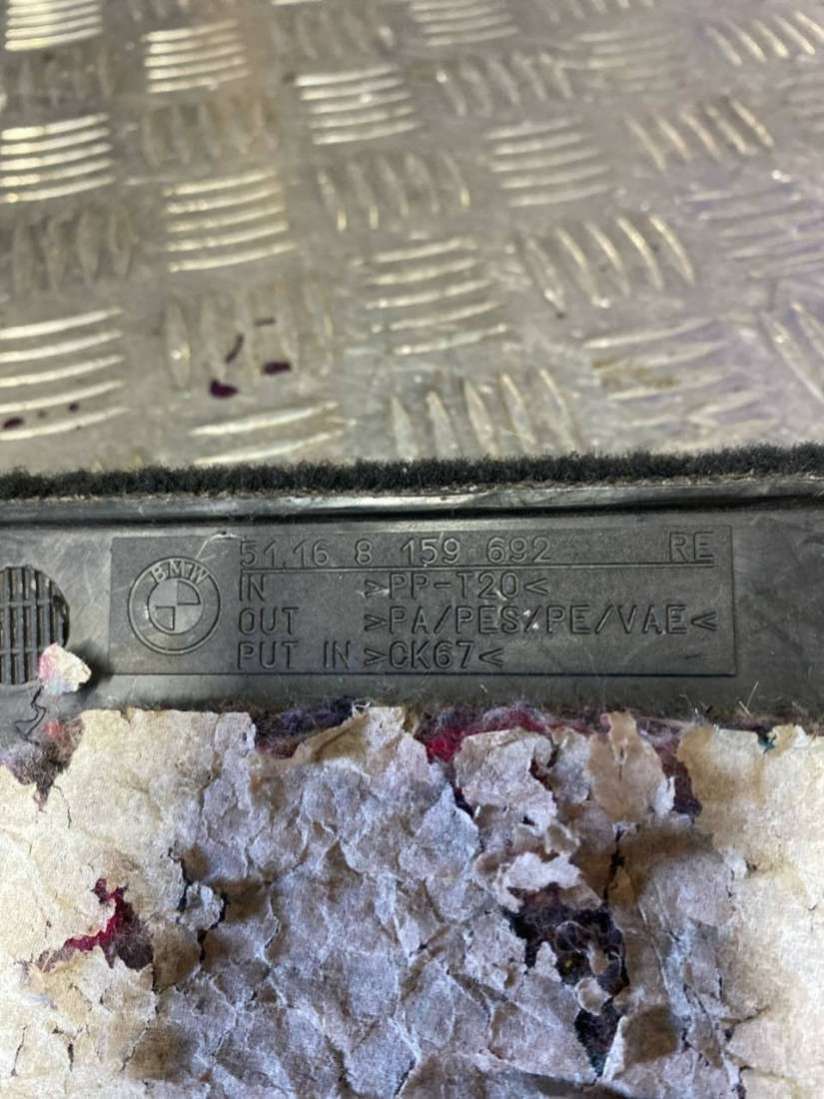 BMW
51.16 8 159 692 RE
IN >PP-T20<
OUT >PA/PES/PE/VAE<
PUT IN >CK67<